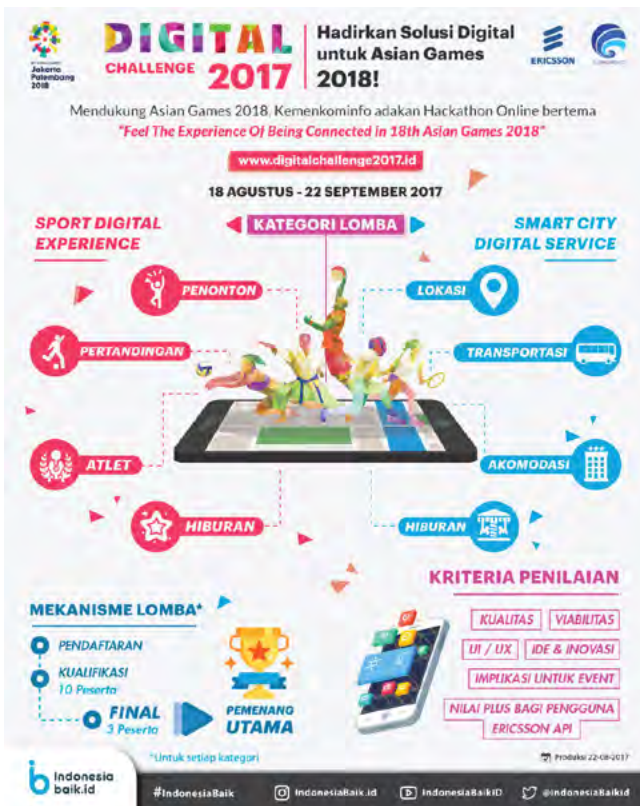 Jakarta
Palembang
2018
DIGITAL
CHALLENGE 2017
Hadirkan Solusi Digital
untuk Asian Games
2018!
ERICSSON
Mendukung Asian Games 2018, Kemenkominfo adakan Hackathon Online bertema
"Feel The Experience Of Being Connected in 18th Asian Games 2018"
www.digitalchallenge2017.id
18 AGUSTUS - 22 SEPTEMBER 2017
KATEGORI LOMBA
SPORT DIGITAL
EXPERIENCE
PENONTON
PERTANDINGAN
ATLET
HIBURAN
SMART CITY
DIGITAL SERVICE
LOKASI
TRANSPORTASI
AKOMODASI
HIBURAN
MEKANISME LOMBA*
PENDAFTARAN
KUALIFIKASI
10 Peserta
FINAL
3 Peserta
PEMENANG
UTAMA
*Untuk setiap kategori
KRITERIA PENILAIAN
KUALITAS
VIABILITAS
UI / UX
IDE & INOVASI
IMPLIKASI UNTUK EVENT
NILAI PLUS BAGI PENGGUNA
ERICSSON API
Produksi 22-08-2017
Indonesia
baik.id
#IndonesiaBaik
IndonesiaBaik.id
IndonesiaBaikID
@IndonesiaBaikid